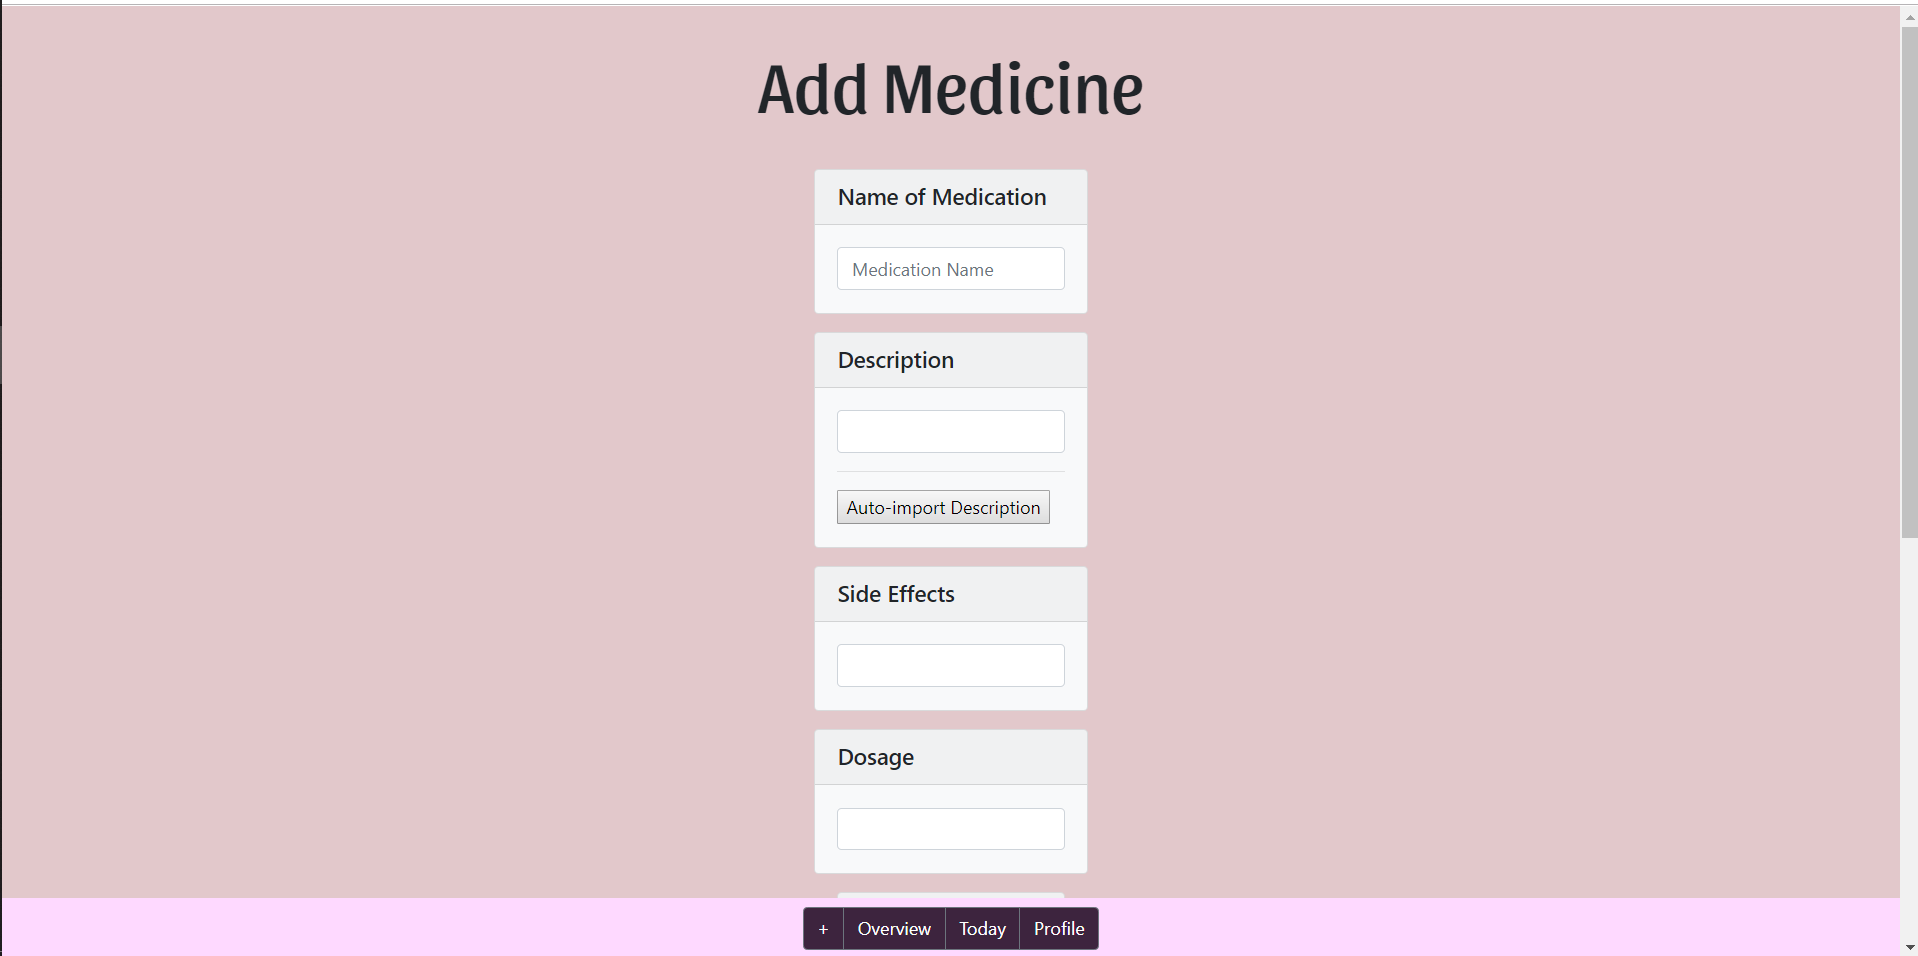 Add Medicine
Name of Medication
Medication Name
Description
Auto-import Description
Side Effects
Dosage
+ Overview Today Profile